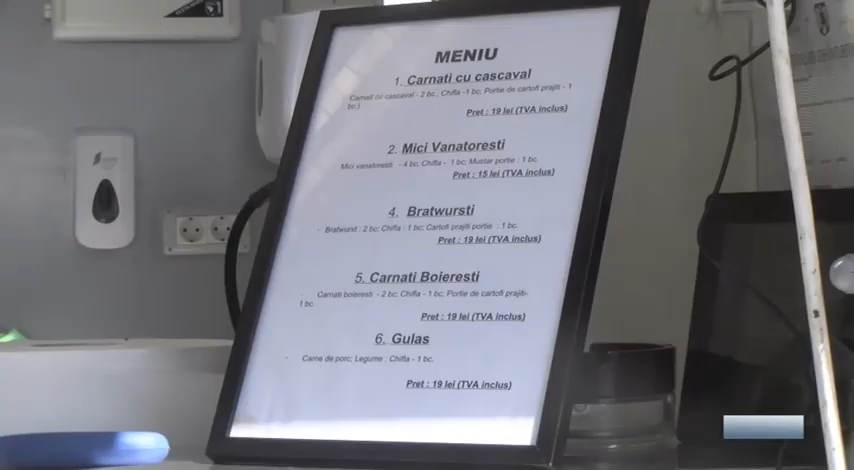 MENIU
1. Carnati cu cascaval
Carnati cu cascaval - 2 bc., Chifla -1 bc; Portie de cartofi prajiti - 1
bc.)
Pret : 19 lei (TVA inclus)
2. Mici Vanatoresti
Mici vanatoresti - 4 bc; Chifla - 1 bc; Mustar portie : 1 bc.
Pret : 15 lei (TVA inclus)
4. Bratwursti
- Bratwurst : 2 bc; Chifla : 1 bc; Cartofi prajiti portie : 1 bc.
Pret : 19 lei (TVA inclus)
5. Carnati Boieresti
- Carnati boieresti - 2 bc; Chifla - 1 bc; Portie de cartofi prajiti-
1 bc.
Pret : 19 lei (TVA inclus)
6. Gulas
- Carne de porc; Legume ; Chifla - 1 bc.
Pret : 19 lei (TVA inclus)